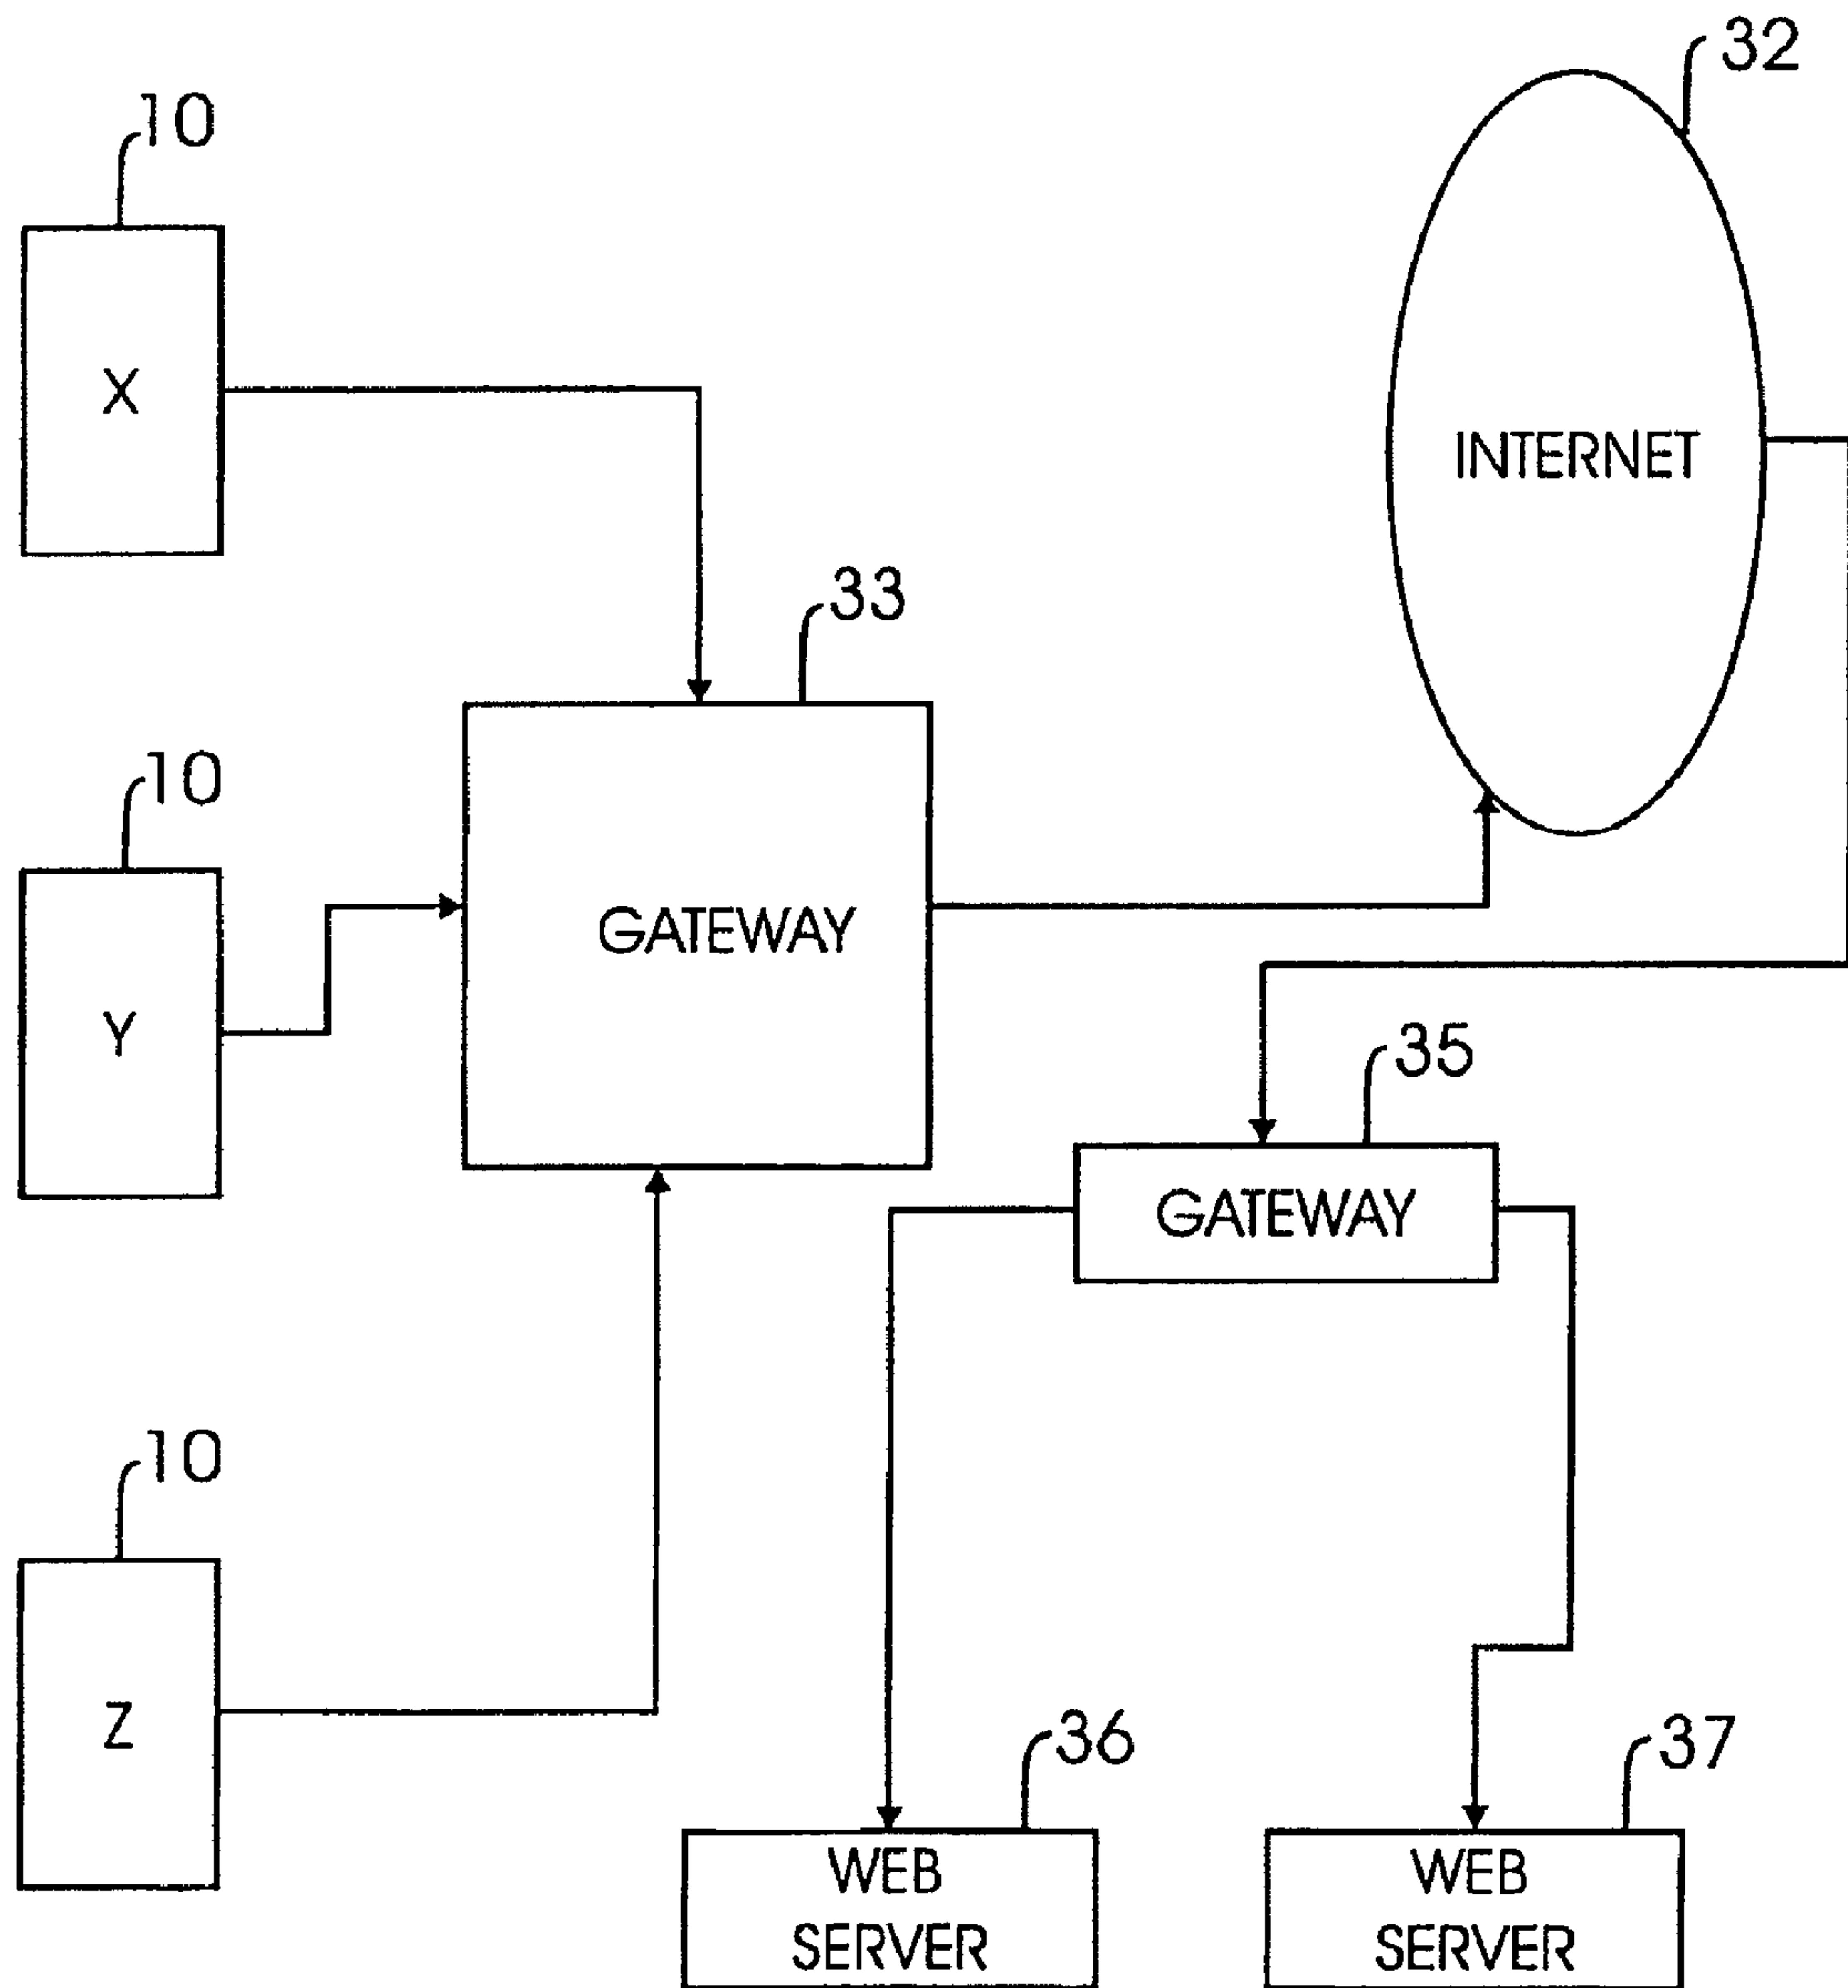 32
10
X
INTERNET
33
10
GATEWAY
Y
35
GATEWAY
10
Z
36
37
WEB
SERVER
WEB
SERVER